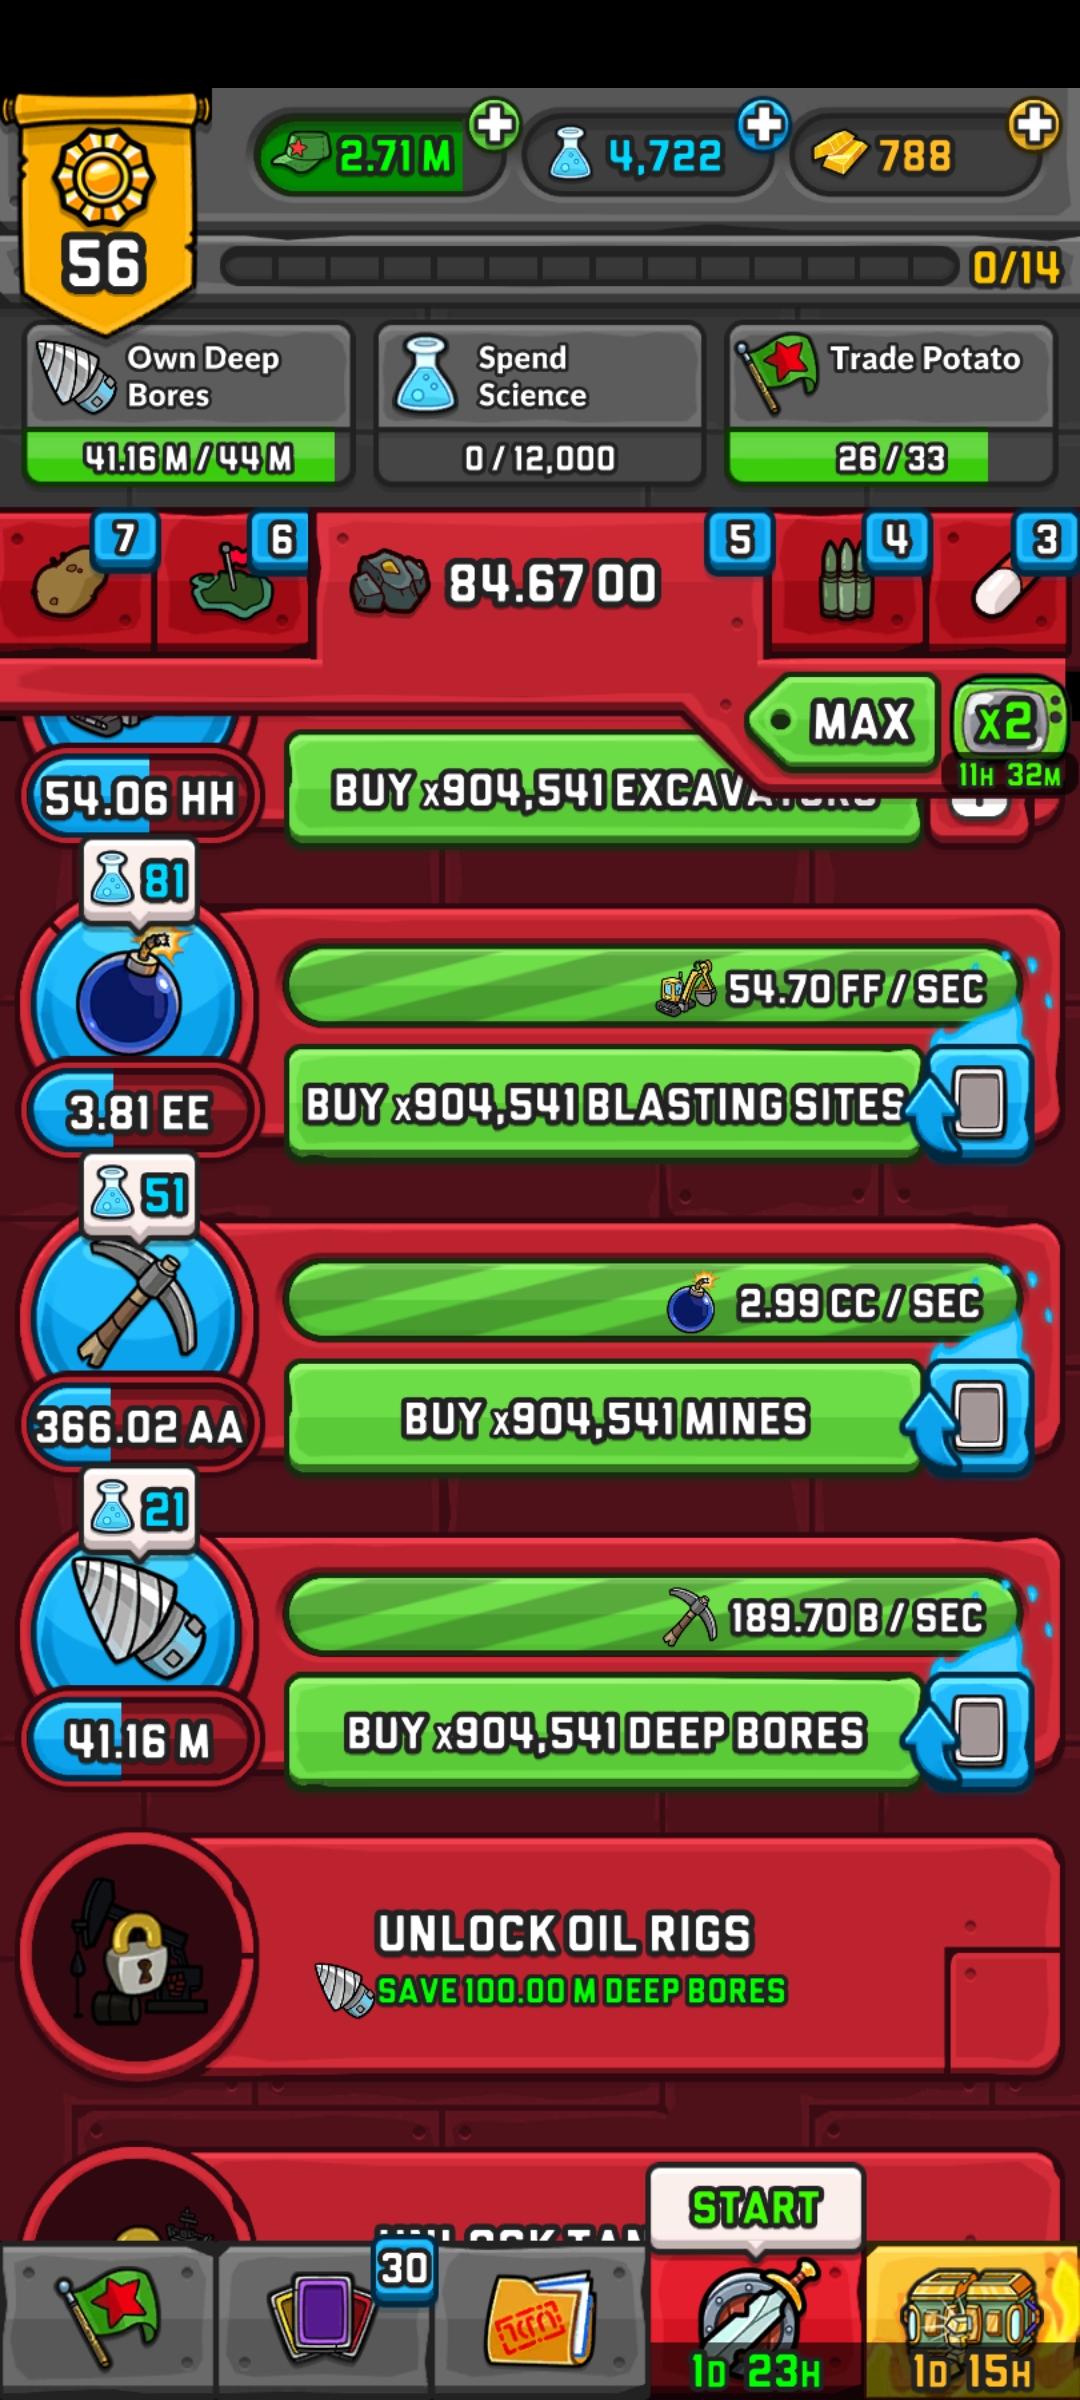 2.71 M
4,722
788
56
0/14
Own Deep
Bores
Spend
Science
Trade Potato
41.16 M / 44 M
0 / 12,000
26 / 33
7
6
84.67 OO
5
4
3
MAX
x2
11H 32M
54.06 HH
BUY x904,541 EXCAVATORS
81
54.70 FF / SEC
3.81 EE
BUY x904,541 BLASTING SITES
51
2.99 CC / SEC
366.02 AA
BUY x904,541 MINES
21
189.70 B / SEC
41.16 M
BUY x904,541 DEEP BORES
UNLOCK OIL RIGS
SAVE 100.00 M DEEP BORES
UNLOCK
START
30
1D 23H
1D 15H